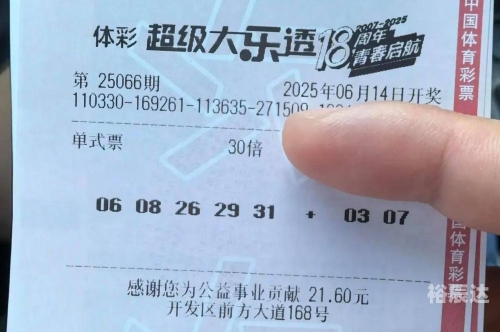 体彩 超级大乐透 18周年 2007-2025 青春启航
第 25066期 2025年06月14日开奖
110330-169261-113635-271508
单式票 30倍
06 08 26 29 31 + 03 07
感谢您为公益事业贡献 21.60元
开发区前方大道168号
中国体育彩票
中国体育彩
裕辰达